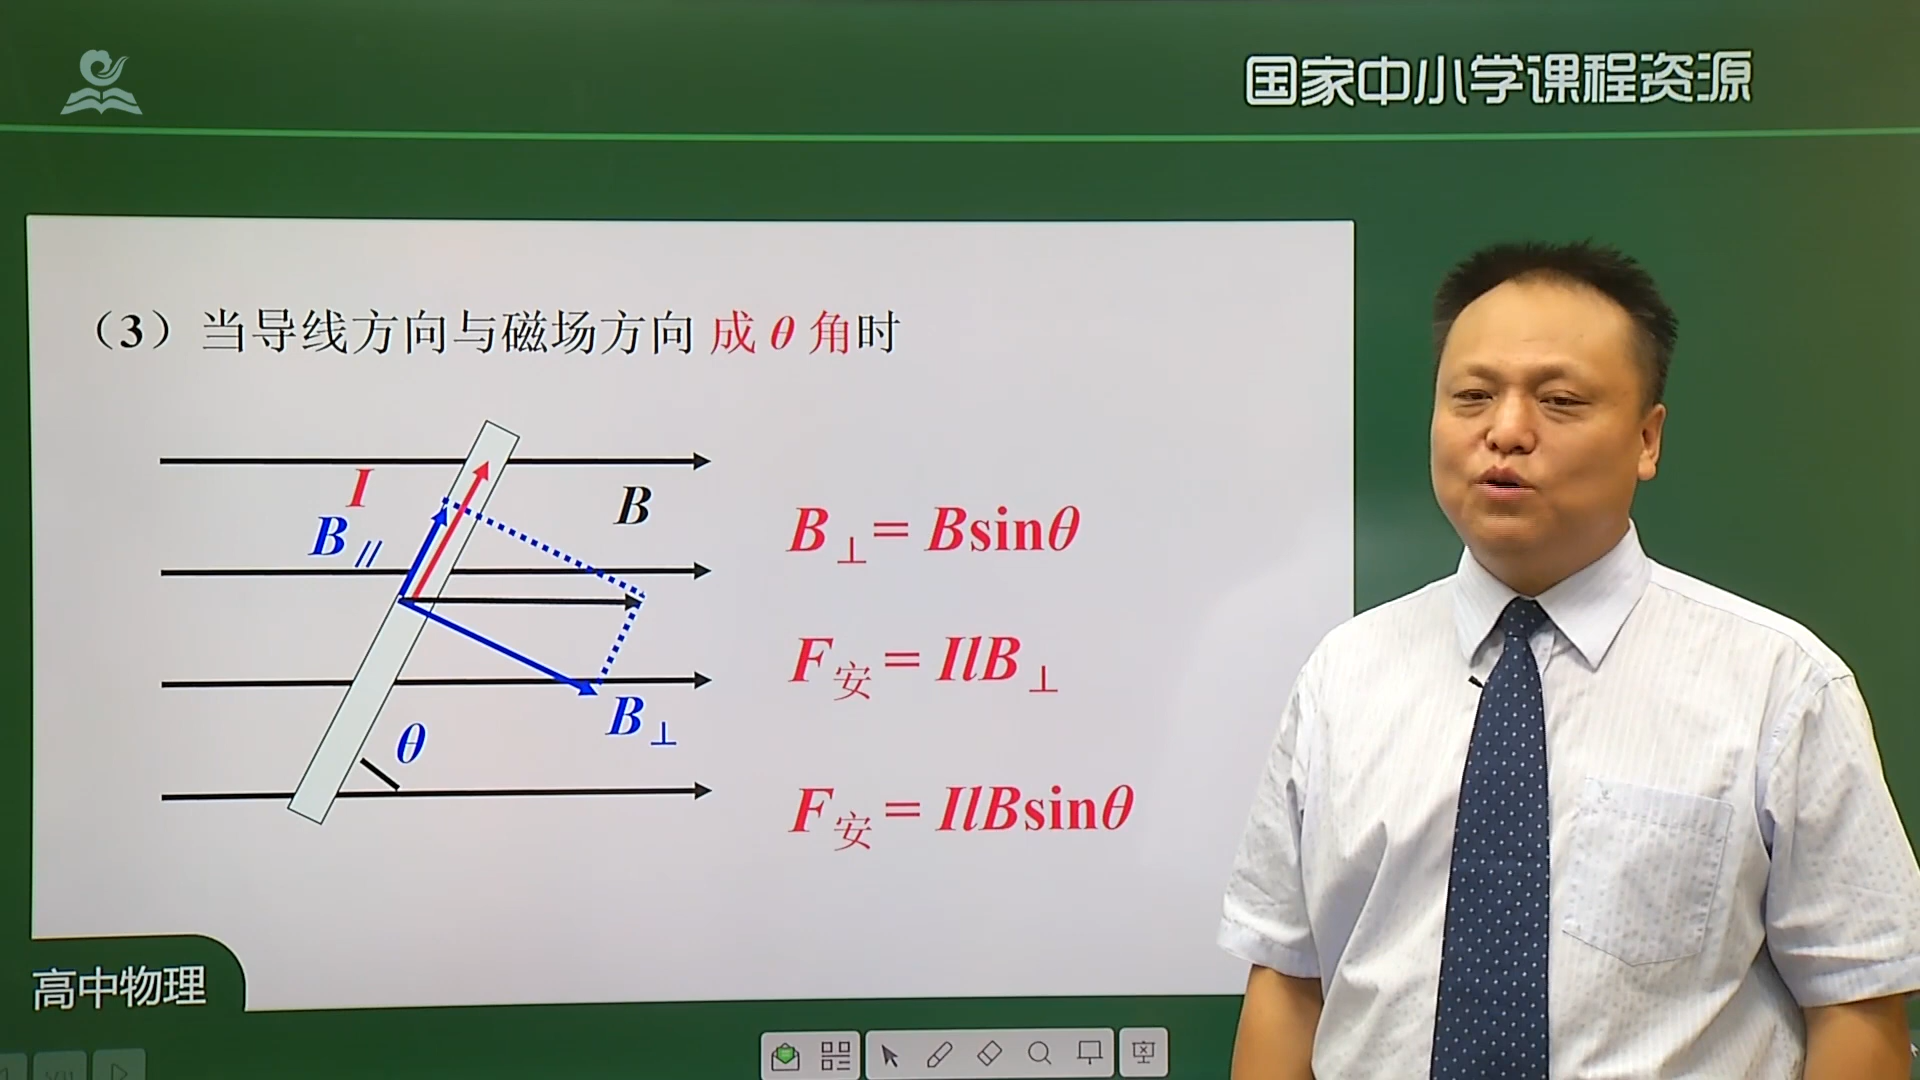 国家中小学课程资源
（3）当导线方向与磁场方向 成 θ 角时
I
B∥
B
B⊥
θ
B⊥ = Bsinθ
F安 = IlB⊥
F安 = IlBsinθ
高中物理